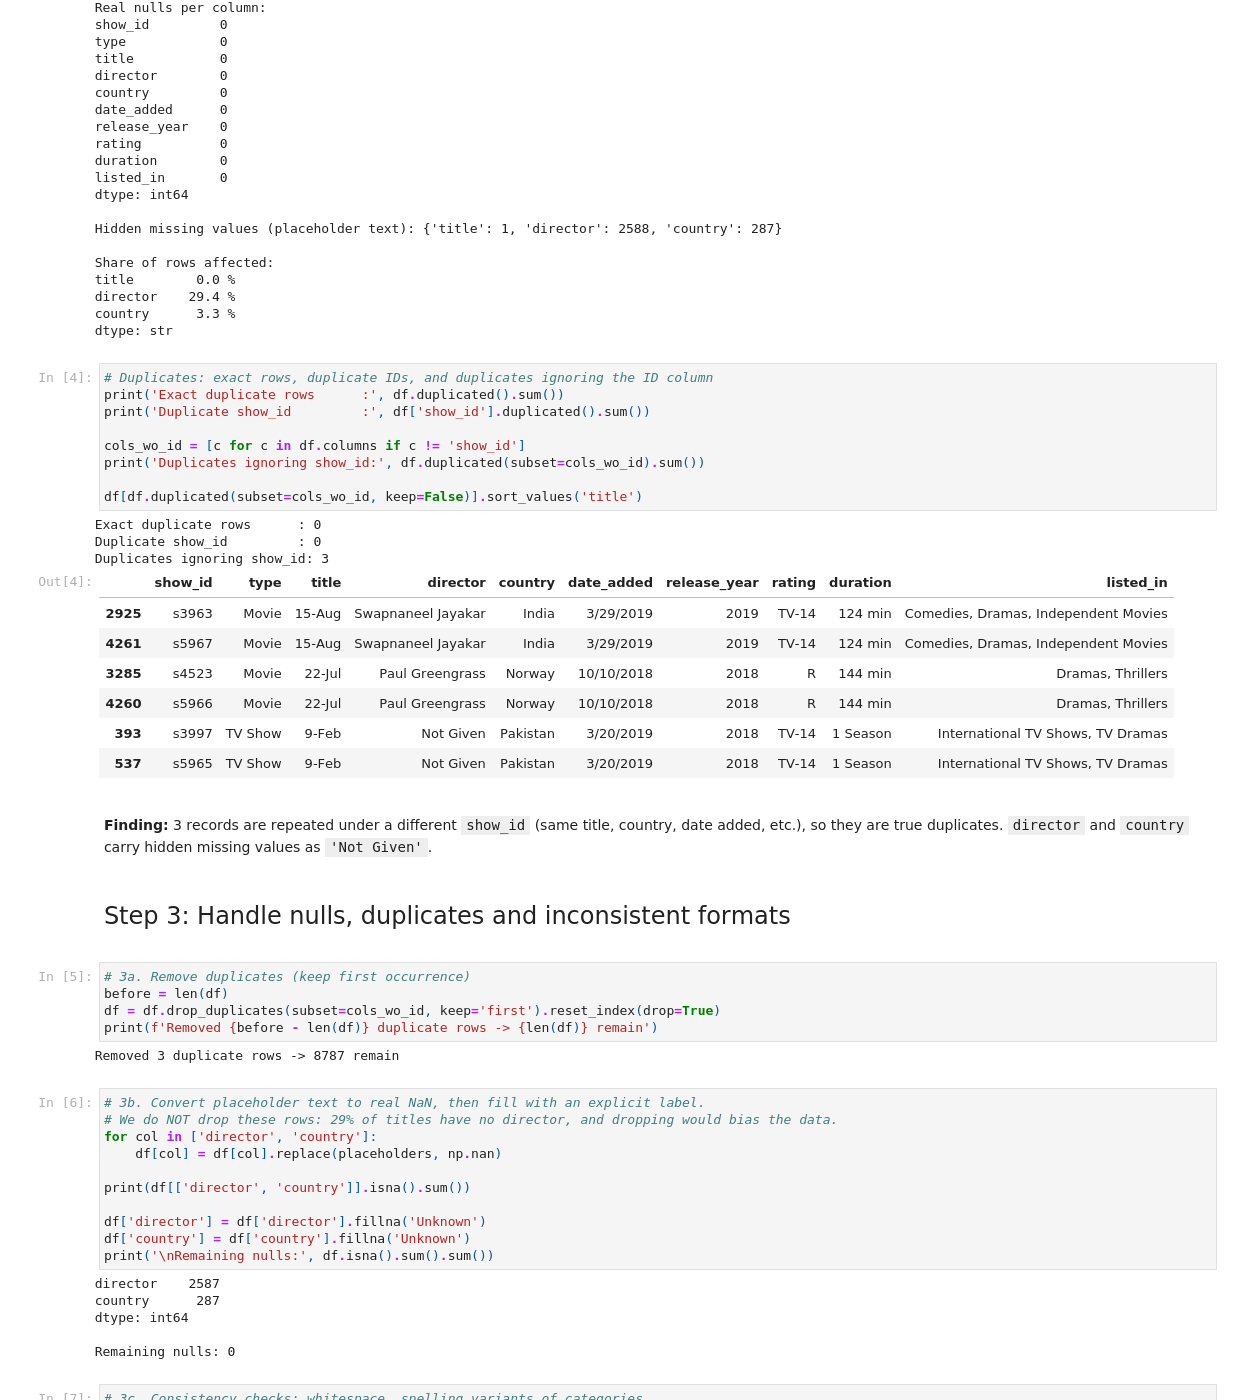 Real nulls per column:
show_id         0
type            0
title           0
director        0
country         0
date_added      0
release_year    0
rating          0
duration        0
listed_in       0
dtype: int64
Hidden missing values (placeholder text): {'title': 1, 'director': 2588, 'country': 287}
Share of rows affected:
title        0.0 %
director    29.4 %
country      3.3 %
dtype: str
In [4]: # Duplicates: exact rows, duplicate IDs, and duplicates ignoring the ID column
print('Exact duplicate rows      :', df.duplicated().sum())
print('Duplicate show_id         :', df['show_id'].duplicated().sum())
cols_wo_id = [c for c in df.columns if c != 'show_id']
print('Duplicates ignoring show_id:', df.duplicated(subset=cols_wo_id).sum())
df[df.duplicated(subset=cols_wo_id, keep=False)].sort_values('title')
Exact duplicate rows      : 0
Duplicate show_id         : 0
Duplicates ignoring show_id: 3
Out[4]: show_id type title director country date_added release_year rating duration listed_in
2925 s3963 Movie 15-Aug Swapnaneel Jayakar India 3/29/2019 2019 TV-14 124 min Comedies, Dramas, Independent Movies
4261 s5967 Movie 15-Aug Swapnaneel Jayakar India 3/29/2019 2019 TV-14 124 min Comedies, Dramas, Independent Movies
3285 s4523 Movie 22-Jul Paul Greengrass Norway 10/10/2018 2018 R 144 min Dramas, Thrillers
4260 s5966 Movie 22-Jul Paul Greengrass Norway 10/10/2018 2018 R 144 min Dramas, Thrillers
393 s3997 TV Show 9-Feb Not Given Pakistan 3/20/2019 2018 TV-14 1 Season International TV Shows, TV Dramas
537 s5965 TV Show 9-Feb Not Given Pakistan 3/20/2019 2018 TV-14 1 Season International TV Shows, TV Dramas
Finding: 3 records are repeated under a different show_id (same title, country, date added, etc.), so they are true duplicates. director and country
carry hidden missing values as 'Not Given'.
Step 3: Handle nulls, duplicates and inconsistent formats
In [5]: # 3a. Remove duplicates (keep first occurrence)
before = len(df)
df = df.drop_duplicates(subset=cols_wo_id, keep='first').reset_index(drop=True)
print(f'Removed {before - len(df)} duplicate rows -> {len(df)} remain')
Removed 3 duplicate rows -> 8787 remain
In [6]: # 3b. Convert placeholder text to real NaN, then fill with an explicit label.
# We do NOT drop these rows: 29% of titles have no director, and dropping would bias the data.
for col in ['director', 'country']:
    df[col] = df[col].replace(placeholders, np.nan)
print(df[['director', 'country']].isna().sum())
df['director'] = df['director'].fillna('Unknown')
df['country'] = df['country'].fillna('Unknown')
print('\nRemaining nulls:', df.isna().sum().sum())
director    2587
country      287
dtype: int64
Remaining nulls: 0
In [7]: # 3c. Consistency checks: whitespace, spelling variants of categories